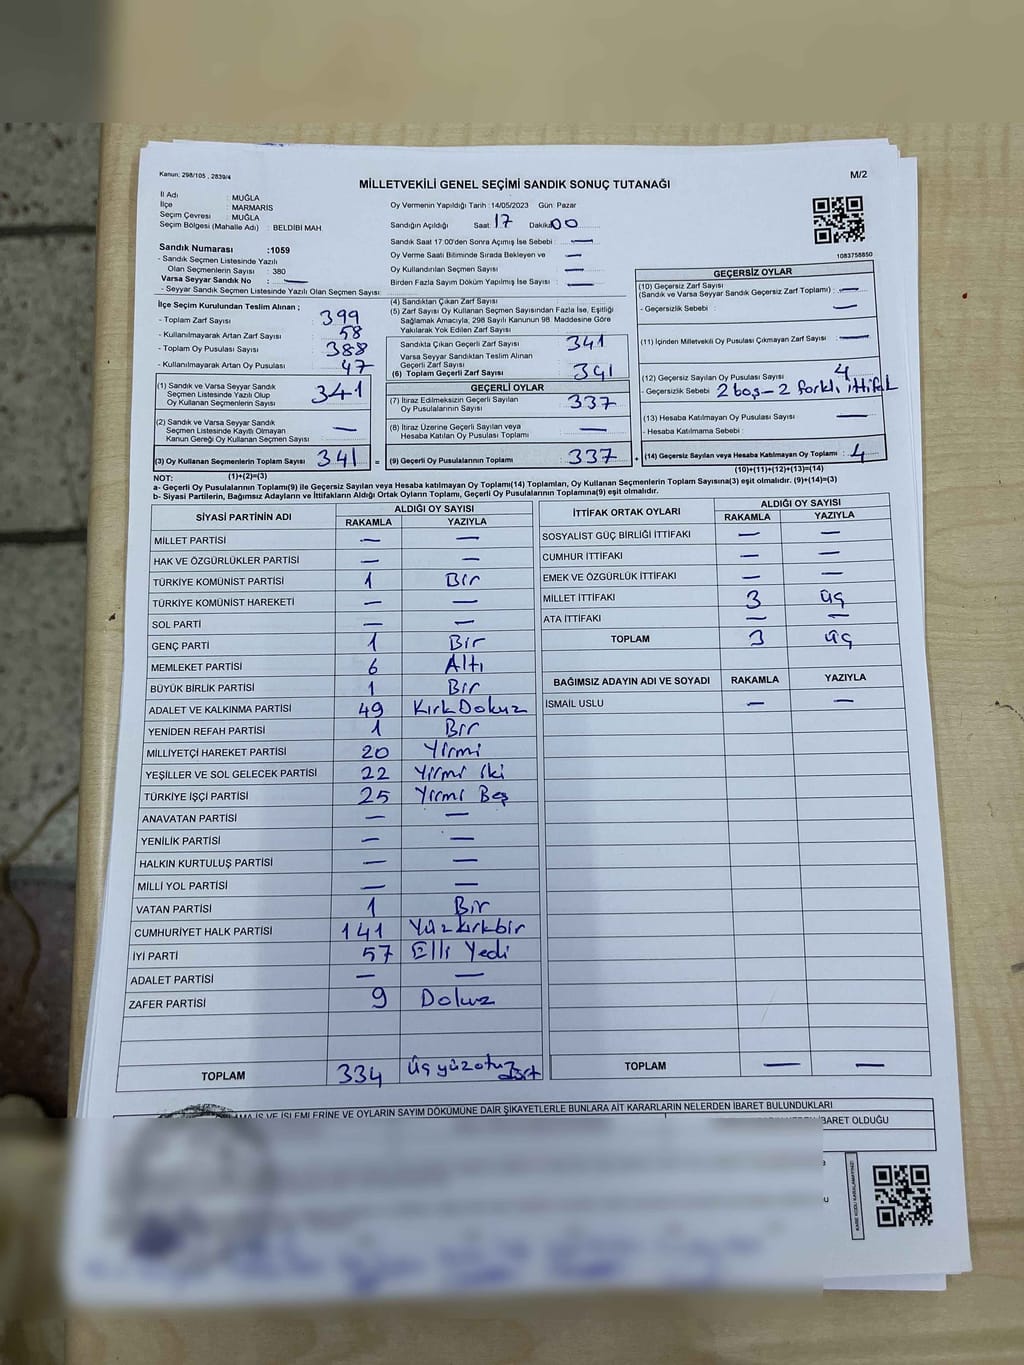 Kanun; 298/105 , 2839/4
M/2
MİLLETVEKİLİ GENEL SEÇİMİ SANDIK SONUÇ TUTANAĞI
İl Adı : MUĞLA
İlçe : MARMARİS
Seçim Çevresi : MUĞLA
Seçim Bölgesi (Mahalle Adı) : BELDİBİ MAH.
Sandık Numarası :1059
- Sandık Seçmen Listesinde Yazılı
Olan Seçmenlerin Sayısı : 380
Varsa Seyyar Sandık No : —
- Seyyar Sandık Seçmen Listesinde Yazılı Olan Seçmen Sayısı:
Oy Vermenin Yapıldığı Tarih :14/05/2023 Gün: Pazar
Sandığın Açıldığı Saat: 17 Dakika: 00
Sandık Saat 17:00'den Sonra Açımış İse Sebebi : —
Oy Verme Saati Bitiminde Sırada Bekleyen ve —
Oy Kullandırılan Seçmen Sayısı —
Birden Fazla Sayım Döküm Yapılmış İse Sayısı —
1083758850
İlçe Seçim Kurulundan Teslim Alınan ;
- Toplam Zarf Sayısı : 399
- Kullanılmayarak Artan Zarf Sayısı : 58
- Toplam Oy Pusulası Sayısı : 388
- Kullanılmayarak Artan Oy Pusulası : 47
(1) Sandık ve Varsa Seyyar Sandık
Seçmen Listesinde Yazılı Olup
Oy Kullanan Seçmenlerin Sayısı 341
(2) Sandık ve Varsa Seyyar Sandık
Seçmen Listesinde Kayıtlı Olmayan
Kanun Gereği Oy Kullanan Seçmen Sayısı —
(3) Oy Kullanan Seçmenlerin Toplam Sayısı 341
(1)+(2)=(3)
(4) Sandıktan Çıkan Zarf Sayısı
(5) Zarf Sayısı Oy Kullanan Seçmen Sayısından Fazla İse, Eşitliği
Sağlamak Amacıyla, 298 Sayılı Kanunun 98. Maddesine Göre
Yakılarak Yok Edilen Zarf Sayısı
Sandıkta Çıkan Geçerli Zarf Sayısı 341
Varsa Seyyar Sandıktan Teslim Alınan
Geçerli Zarf Sayısı
(6) Toplam Geçerli Zarf Sayısı 341
GEÇERLİ OYLAR
(7) İtiraz Edilmeksizin Geçerli Sayılan
Oy Pusulalarının Sayısı 337
(8) İtiraz Üzerine Geçerli Sayılan veya
Hesaba Katılan Oy Pusulası Toplamı —
= (9) Geçerli Oy Pusulalarının Toplamı 337
GEÇERSİZ OYLAR
(10) Geçersiz Zarf Sayısı
(Sandık ve Varsa Seyyar Sandık Geçersiz Zarf Toplamı) : —
- Geçersizlik Sebebi : —
(11) İçinden Milletvekili Oy Pusulası Çıkmayan Zarf Sayısı : —
(12) Geçersiz Sayılan Oy Pusulası Sayısı : 4
- Geçersizlik Sebebi : 2 boş-2 farklı ittifak
(13) Hesaba Katılmayan Oy Pusulası Sayısı : —
- Hesaba Katılmama Sebebi :
+ (14) Geçersiz Sayılan veya Hesaba Katılmayan Oy Toplamı : 4
(10)+(11)+(12)+(13)=(14)
NOT:
a- Geçerli Oy Pusulalarının Toplamı(9) ile Geçersiz Sayılan veya Hesaba katılmayan Oy Toplamı(14) Toplamları, Oy Kullanan Seçmenlerin Toplam Sayısına(3) eşit olmalıdır. (9)+(14)=(3)
b- Siyasi Partilerin, Bağımsız Adayların ve İttifakların Aldığı Ortak Oyların Toplamı, Geçerli Oy Pusulalarının Toplamına(9) eşit olmalıdır.
SİYASİ PARTİNİN ADI ALDIĞI OY SAYISI
RAKAMLA YAZIYLA
MİLLET PARTİSİ — —
HAK VE ÖZGÜRLÜKLER PARTİSİ — —
TÜRKİYE KOMÜNİST PARTİSİ 1 Bir
TÜRKİYE KOMÜNİST HAREKETİ — —
SOL PARTİ — —
GENÇ PARTİ 1 Bir
MEMLEKET PARTİSİ 6 Altı
BÜYÜK BİRLİK PARTİSİ 1 Bir
ADALET VE KALKINMA PARTİSİ 49 Kırk Dokuz
YENİDEN REFAH PARTİSİ 1 Bir
MİLLİYETÇİ HAREKET PARTİSİ 20 Yirmi
YEŞİLLER VE SOL GELECEK PARTİSİ 22 Yirmi iki
TÜRKİYE İŞÇİ PARTİSİ 25 Yirmi Beş
ANAVATAN PARTİSİ — —
YENİLİK PARTİSİ — —
HALKIN KURTULUŞ PARTİSİ — —
MİLLİ YOL PARTİSİ — —
VATAN PARTİSİ 1 Bir
CUMHURİYET HALK PARTİSİ 141 Yüzkırkbir
İYİ PARTİ 57 Elli Yedi
ADALET PARTİSİ — —
ZAFER PARTİSİ 9 Dokuz
TOPLAM 334
İTTİFAK ORTAK OYLARI ALDIĞI OY SAYISI
RAKAMLA YAZIYLA
SOSYALİST GÜÇ BİRLİĞİ İTTİFAKI — —
CUMHUR İTTİFAKI — —
EMEK VE ÖZGÜRLÜK İTTİFAKI — —
MİLLET İTTİFAKI 3 üç
ATA İTTİFAKI — —
TOPLAM 3 üç
BAĞIMSIZ ADAYIN ADI VE SOYADI RAKAMLA YAZIYLA
İSMAİL USLU — —
TOPLAM — —
İŞLEMLERİNE VE OYLARIN SAYIM DÖKÜMÜNE DAİR ŞİKAYETLERLE BUNLARA AİT KARARLARIN NELERDEN İBARET BULUNDUKLARI
İBARET OLDUĞU